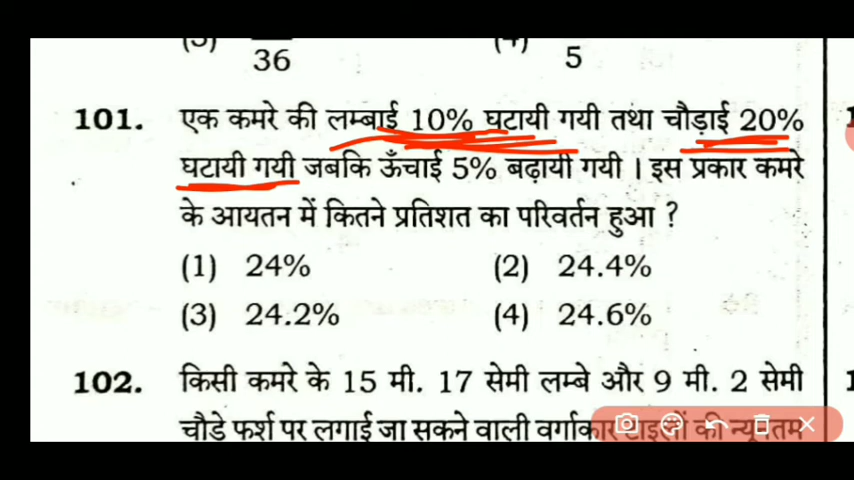 36
5
101. एक कमरे की लम्बाई 10% घटायी गयी तथा चौड़ाई 20%
घटायी गयी जबकि ऊँचाई 5% बढ़ायी गयी । इस प्रकार कमरे
के आयतन में कितने प्रतिशत का परिवर्तन हुआ ?
(1) 24% (2) 24.4%
(3) 24.2% (4) 24.6%
102. किसी कमरे के 15 मी. 17 सेमी लम्बे और 9 मी. 2 सेमी
चौड़े फर्श पर लगाई जा सकने वाली वर्गाकार टाइलों की न्यूनतम